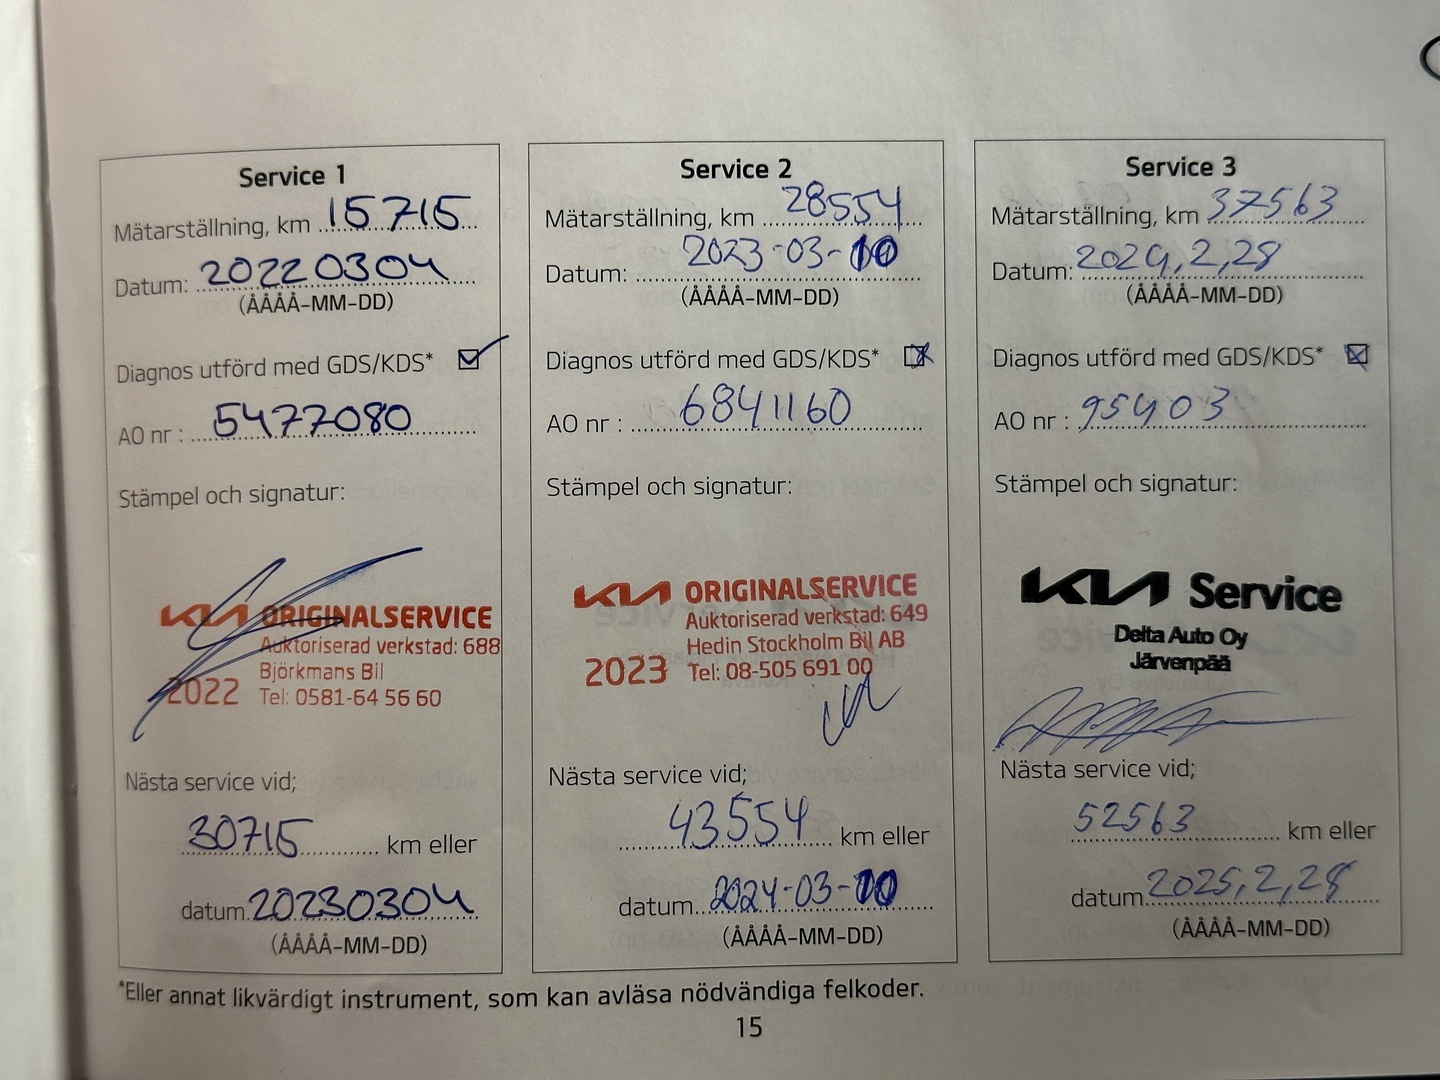 Service 1
Mätarställning, km 15715
Datum: 20220304
(ÅÅÅÅ-MM-DD)
Diagnos utförd med GDS/KDS*
AO nr : 5477080
Stämpel och signatur:
KIA ORIGINALSERVICE
Auktoriserad verkstad: 688
Björkmans Bil
2022 Tel: 0581-64 56 60
Nästa service vid;
30715 km eller
datum 20230304
(ÅÅÅÅ-MM-DD)
Service 2
Mätarställning, km 28554
Datum: 2023-03-10
(ÅÅÅÅ-MM-DD)
Diagnos utförd med GDS/KDS*
AO nr : 6841160
Stämpel och signatur:
KIA ORIGINALSERVICE
Auktoriserad verkstad: 649
Hedin Stockholm Bil AB
2023 Tel: 08-505 691 00
Nästa service vid;
43554 km eller
datum 2024-03-10
(ÅÅÅÅ-MM-DD)
Service 3
Mätarställning, km 37563
Datum: 2024,2,28
(ÅÅÅÅ-MM-DD)
Diagnos utförd med GDS/KDS*
AO nr : 95403
Stämpel och signatur:
KIA Service
Delta Auto Oy
Järvenpää
Nästa service vid;
52563 km eller
datum 2025,2,28
(ÅÅÅÅ-MM-DD)
*Eller annat likvärdigt instrument, som kan avläsa nödvändiga felkoder.
15